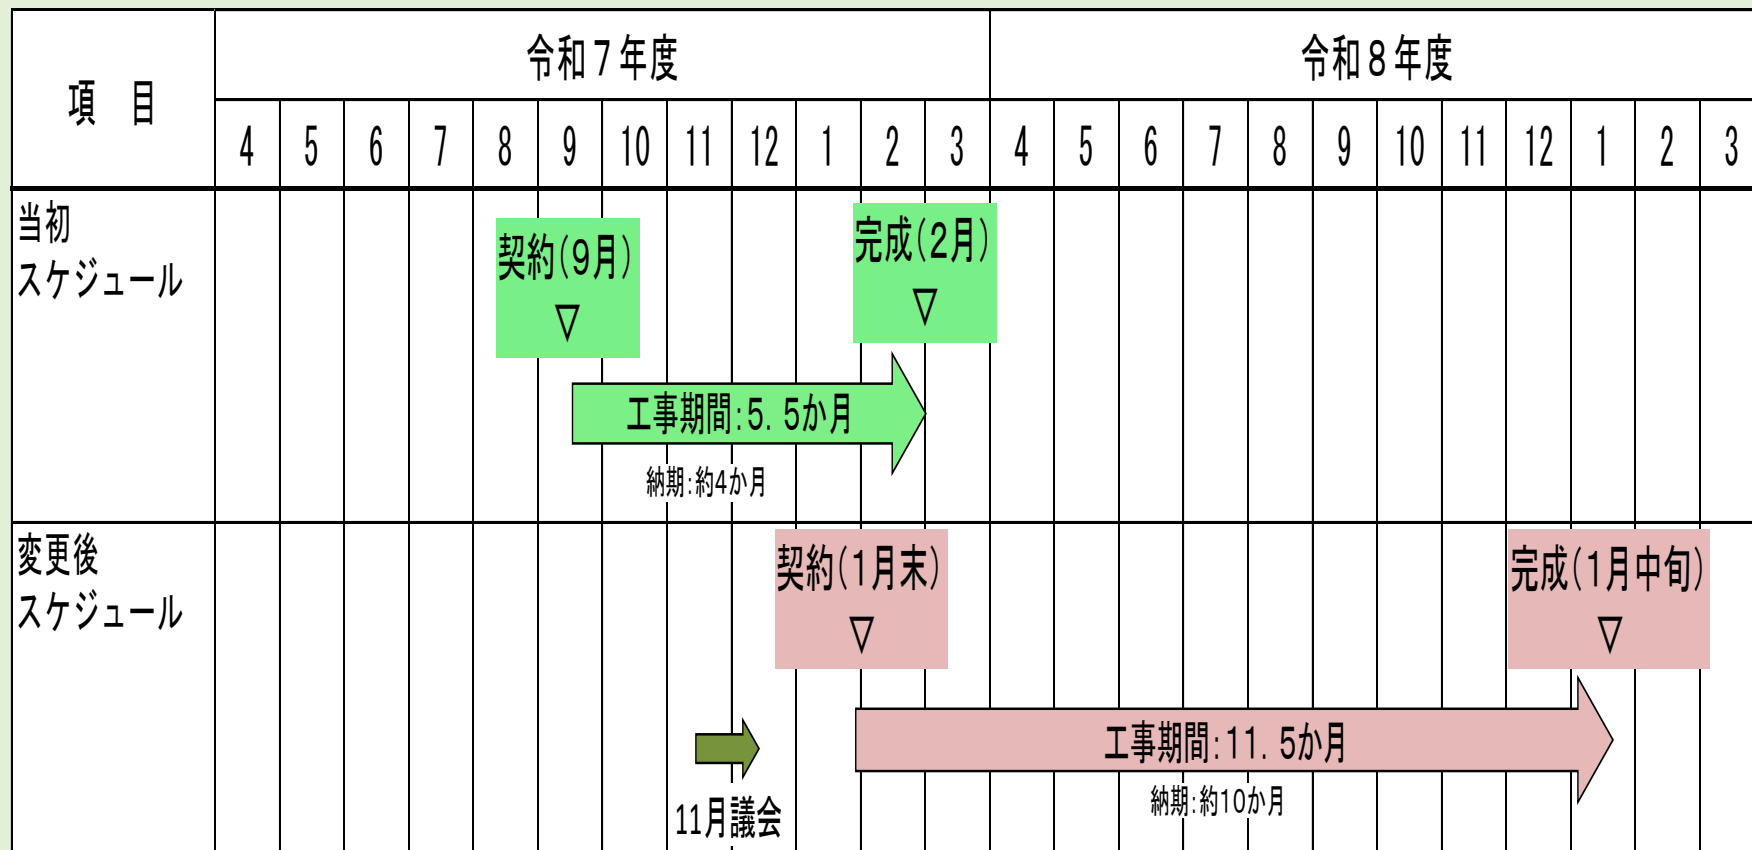 項　目
令和７年度
令和８年度
4 5 6 7 8 9 10 11 12 1 2 3 4 5 6 7 8 9 10 11 12 1 2 3
当初
スケジュール
契約(９月)
▽
完成(２月)
▽
工事期間：５．５か月
納期：約4か月
変更後
スケジュール
契約(１月末)
▽
完成(１月中旬)
▽
工事期間：１１．５か月
納期：約10か月
11月議会